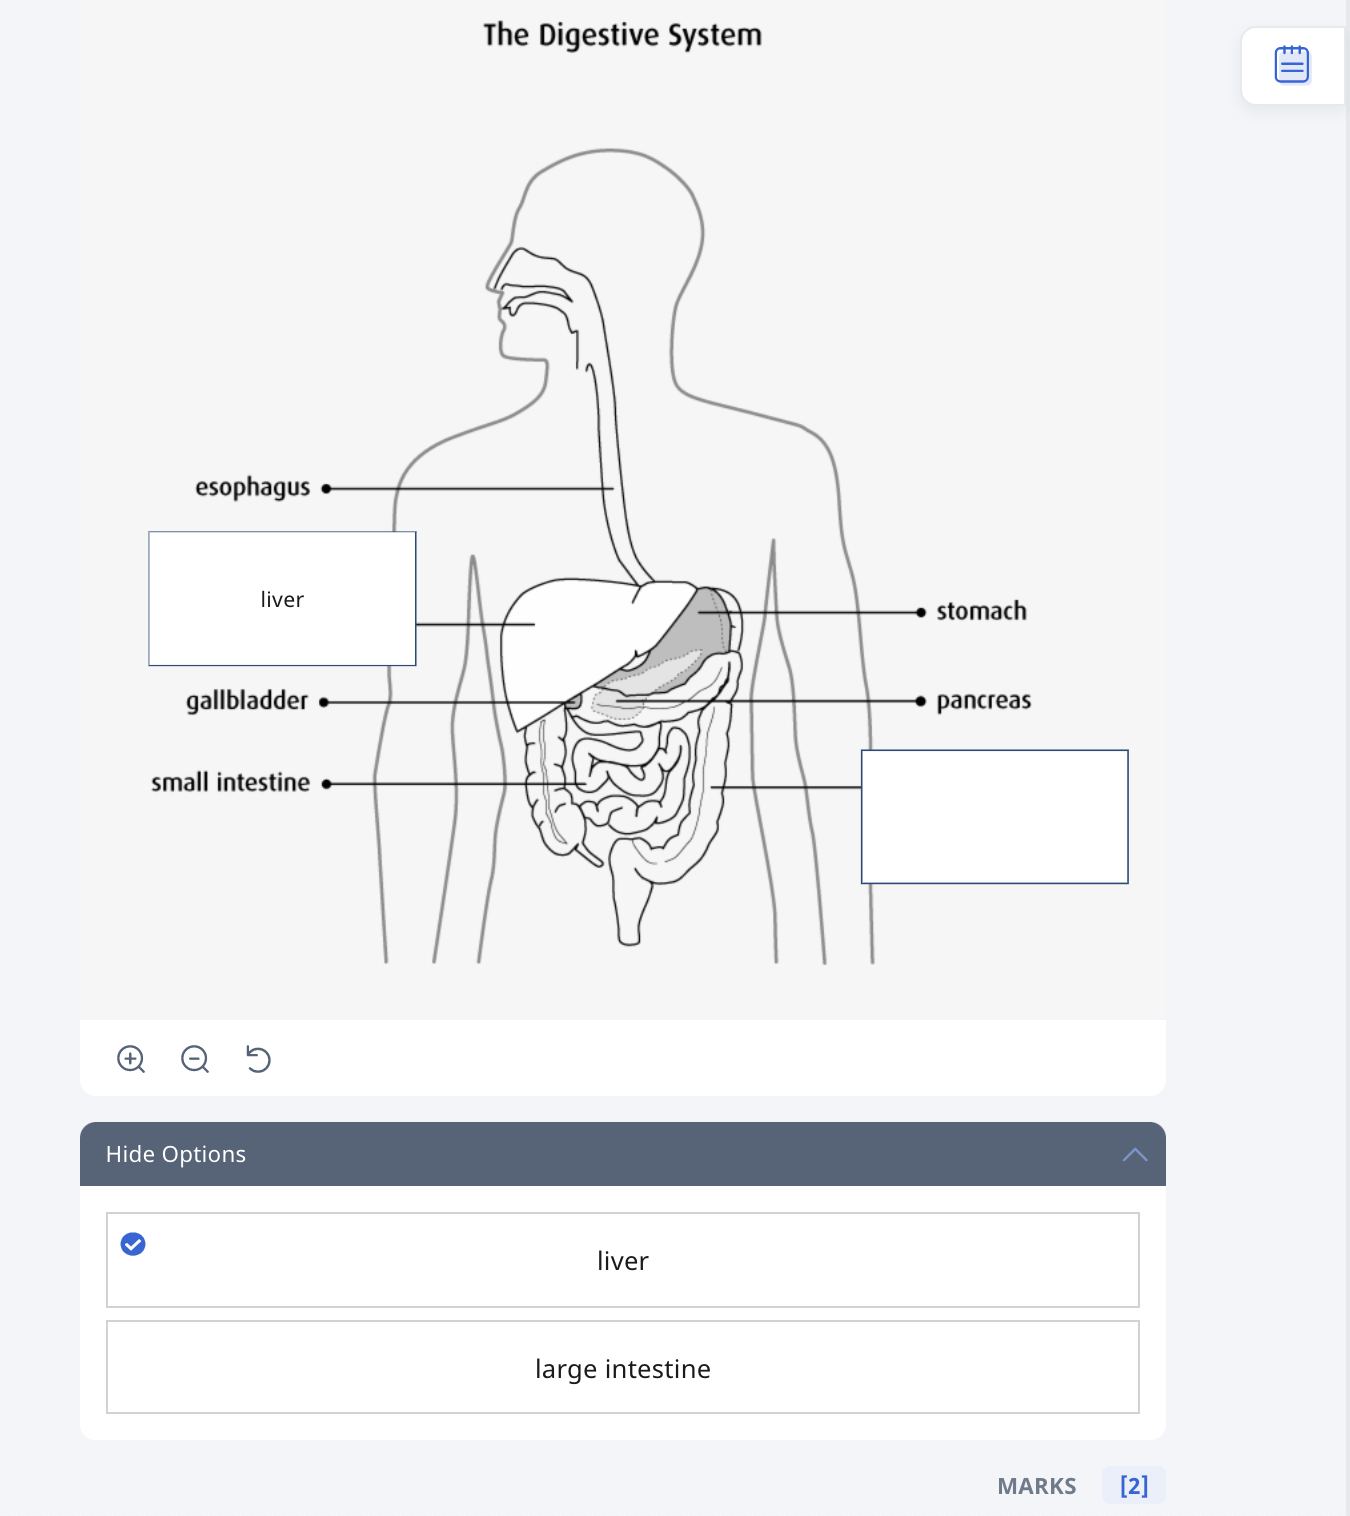 The Digestive System
esophagus
liver
stomach
gallbladder
pancreas
small intestine
Hide Options
liver
large intestine
MARKS [2]